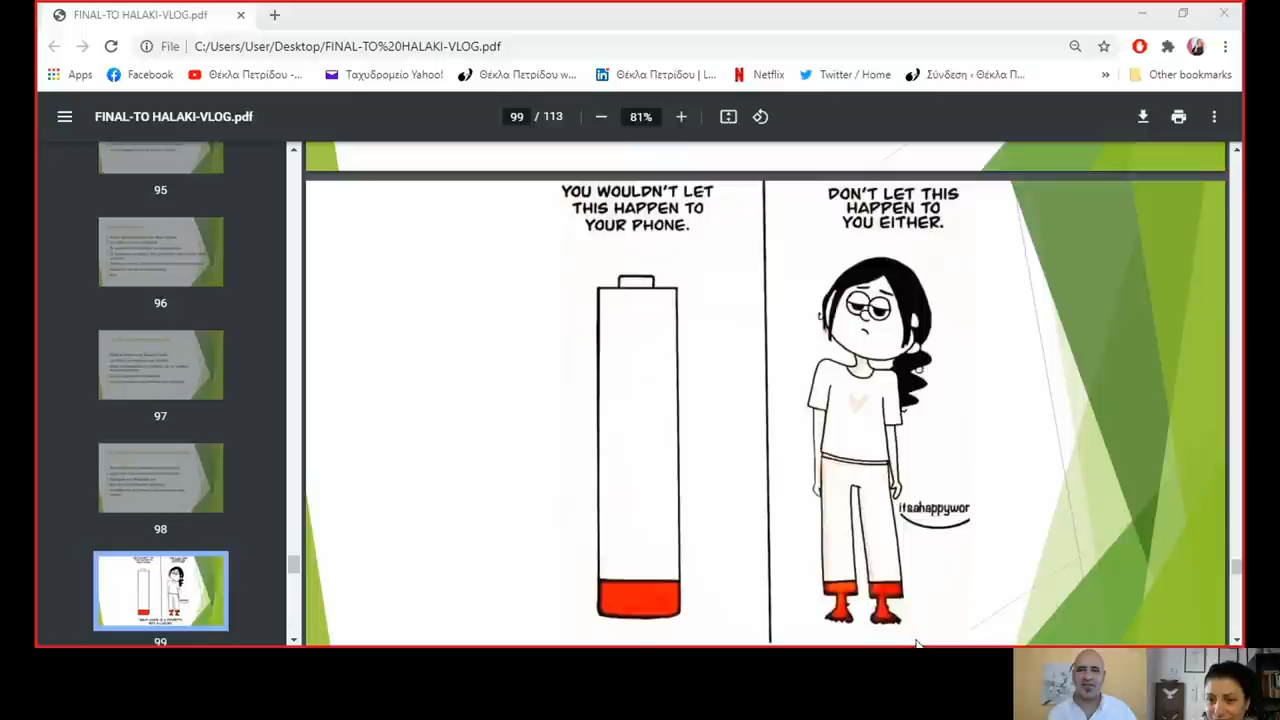 FINAL-TO HALAKI-VLOG.pdf
File
C:/Users/User/Desktop/FINAL-TO%20HALAKI-VLOG.pdf
Apps
Facebook
Θέκλα Πετρίδου -...
Ταχυδρομείο Yahoo!
Θέκλα Πετρίδου w...
Θέκλα Πετρίδου | L...
Netflix
Twitter / Home
Σύνδεση ‹ Θέκλα Π...
»
Other bookmarks
FINAL-TO HALAKI-VLOG.pdf
99 / 113
81%
95
96
97
98
99
YOU WOULDN'T LET
THIS HAPPEN TO
YOUR PHONE.
DON'T LET THIS
HAPPEN TO
YOU EITHER.
itsahappywor